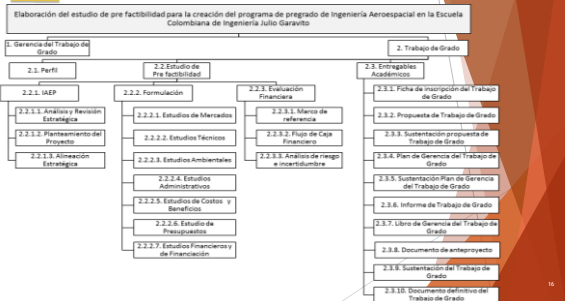 Elaboración del estudio de pre factibilidad para la creación del programa de pregrado de Ingeniería Aeroespacial en la Escuela
Colombiana de Ingeniería Julio Garavito
1. Gerencia del Trabajo de
Grado
2. Trabajo de Grado
2.1. Perfil
2.2.Estudio de
Pre factibilidad
2.3. Entregables
Académicos
2.2.1. IAEP
2.2.1.1. Análisis y Revisión
Estratégica
2.2.1.2. Planteamiento del
Proyecto
2.2.1.3. Alineación
Estratégica
2.2.2. Formulación
2.2.2.1. Estudios de Mercados
2.2.2.2. Estudios Técnicos
2.2.2.3. Estudios Ambientales
2.2.2.4. Estudios
Administrativos
2.2.2.5. Estudios de Costos y
Beneficios
2.2.2.6. Estudio de
Presupuestos
2.2.2.7. Estudios Financieros y
de Financiación
2.2.3. Evaluación
Financiera
2.2.3.1. Marco de
referencia
2.2.3.2. Flujo de Caja
Financiero
2.2.3.3. Análisis de riesgo
e incertidumbre
2.3.1. Ficha de inscripción del Trabajo
de Grado
2.3.2. Propuesta de Trabajo de Grado
2.3.3. Sustentación propuesta de
Trabajo de Grado
2.3.4. Plan de Gerencia del Trabajo de
Grado
2.3.5. Sustentación Plan de Gerencia
del Trabajo de Grado
2.3.6. Informe de Trabajo de Grado
2.3.7. Libro de Gerencia del Trabajo de
Grado
2.3.8. Documento de anteproyecto
2.3.9. Sustentación del Trabajo de
Grado
2.3.10. Documento definitivo del
Trabajo de Grado
16